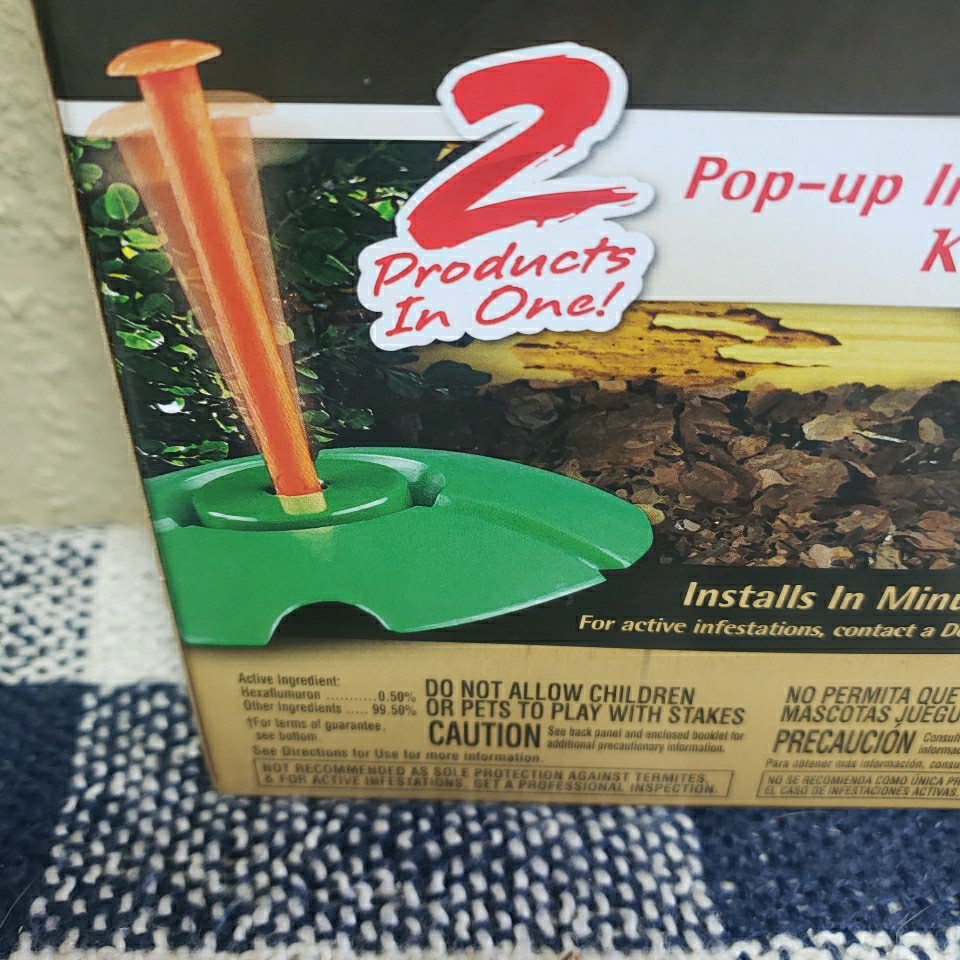 2
Products
In One!
Pop-up
Installs In
For active infestations, contact a
Active Ingredient:
Hexaflumuron ..........0.50%
Other Ingredients ..... 99.50%
†For terms of guarantee,
see bottom.
See Directions for Use for more information.
DO NOT ALLOW CHILDREN
OR PETS TO PLAY WITH STAKES
CAUTION See back panel and enclosed booklet for
additional precautionary information.
NOT RECOMMENDED AS SOLE PROTECTION AGAINST TERMITES,
& FOR ACTIVE INFESTATIONS, GET A PROFESSIONAL INSPECTION.
NO PERMITA QUE
MASCOTAS
PRECAUCIÓN
Para obtener más información,
NO SE RECOMIENDA COMO ÚNICA
EL CASO DE INFESTACIONES ACTIVAS